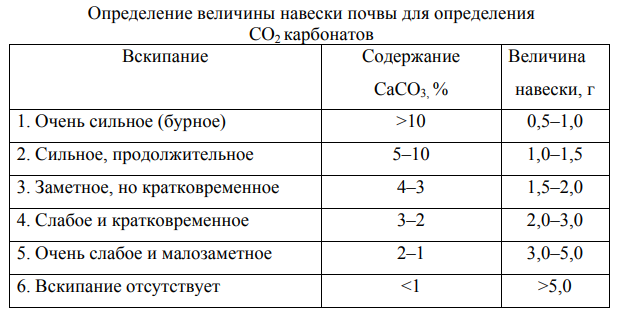 Определение величины навески почвы для определения
CO2 карбонатов
Вскипание Содержание CaCO3, % Величина навески, г
1. Очень сильное (бурное) >10 0,5–1,0
2. Сильное, продолжительное 5–10 1,0–1,5
3. Заметное, но кратковременное 4–3 1,5–2,0
4. Слабое и кратковременное 3–2 2,0–3,0
5. Очень слабое и малозаметное 2–1 3,0–5,0
6. Вскипание отсутствует <1 >5,0